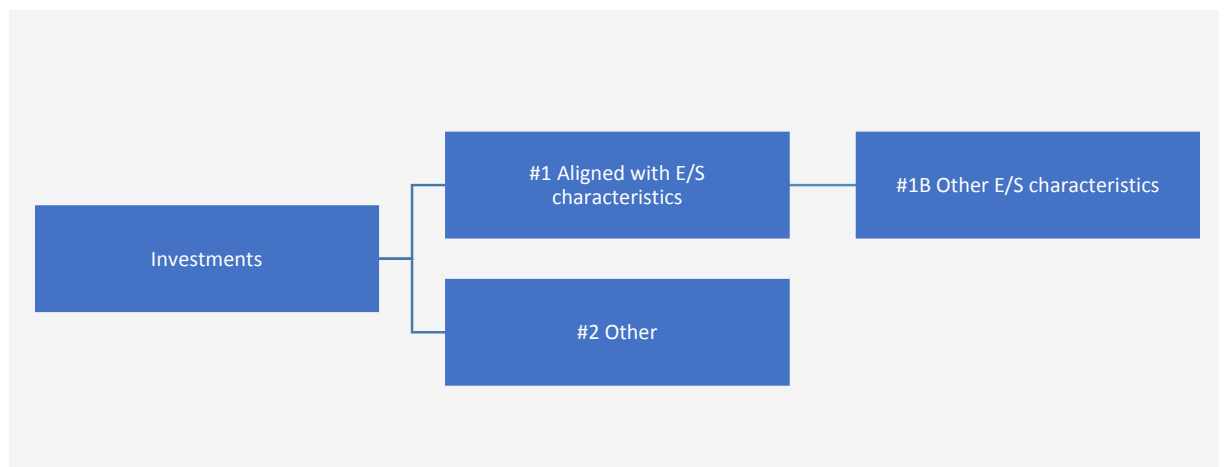 Investments
#1 Aligned with E/S
characteristics
#1B Other E/S characteristics
#2 Other